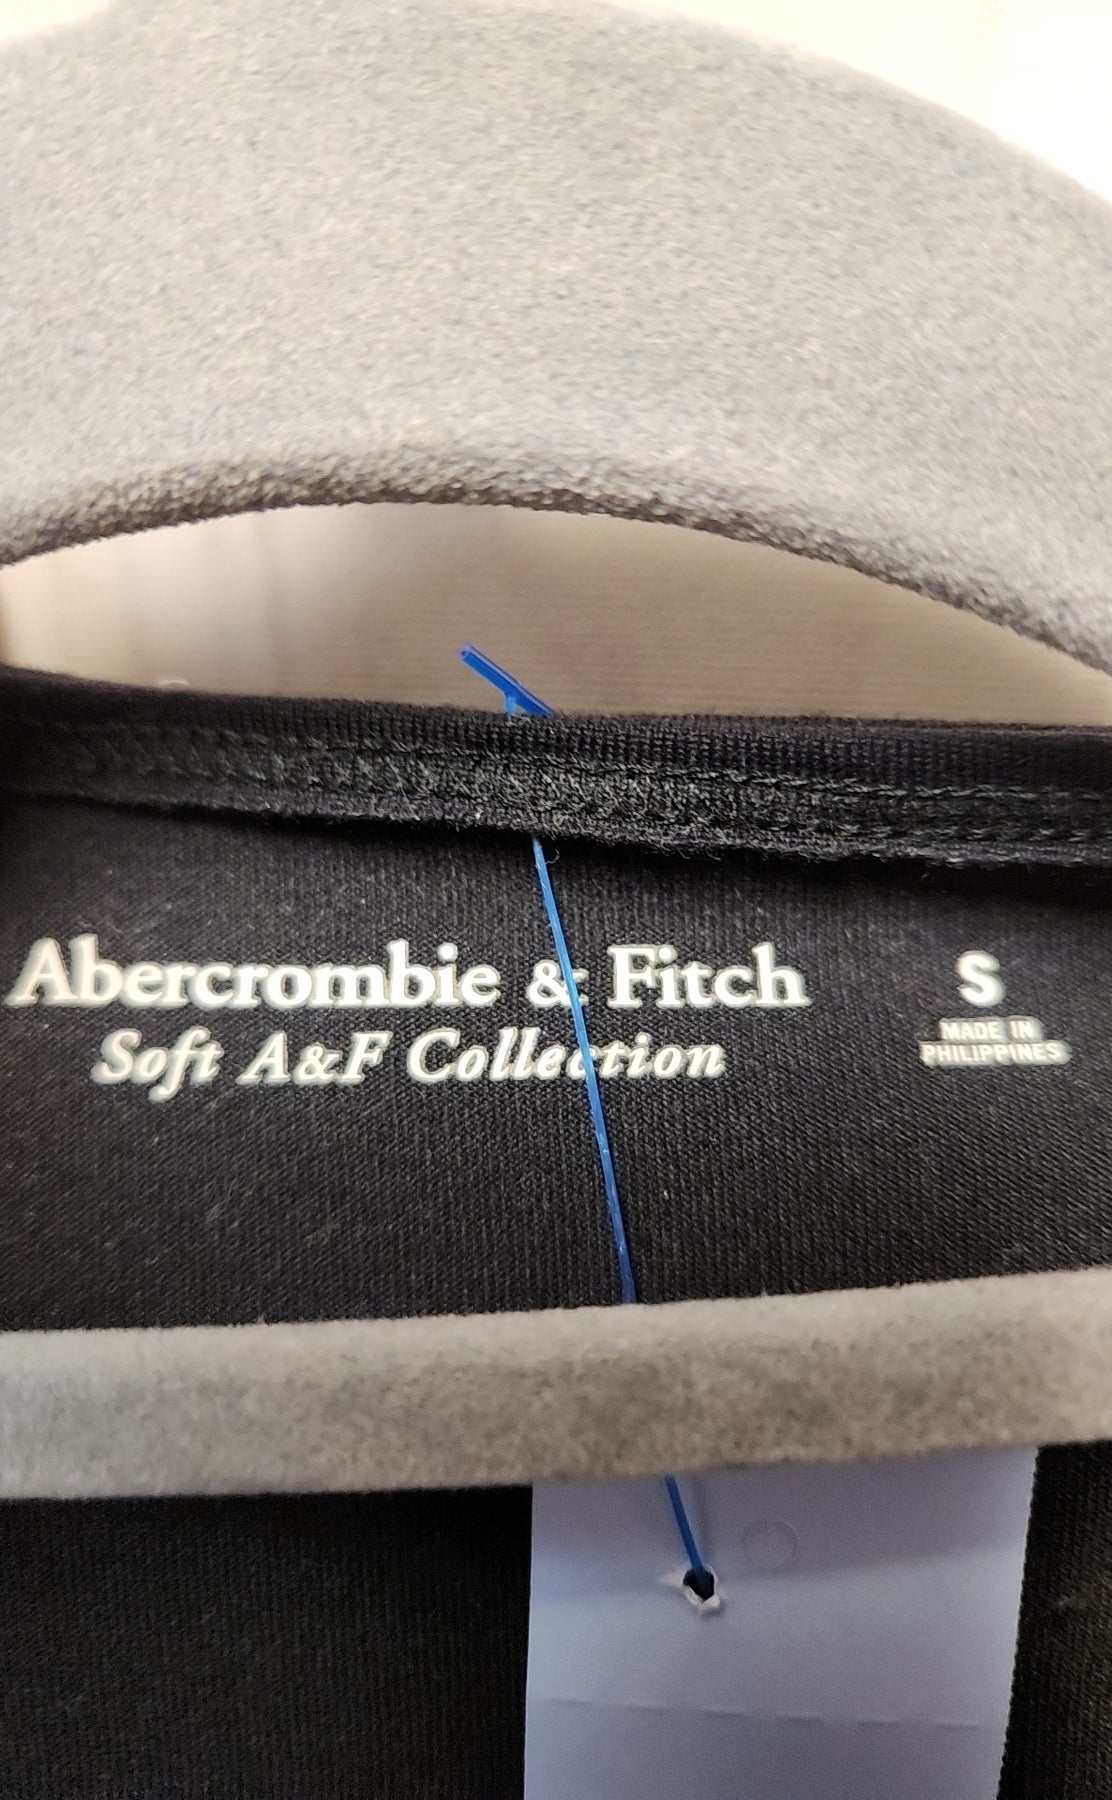 Abercrombie & Fitch
Soft A&F Collection
S
MADE IN
PHILIPPINES